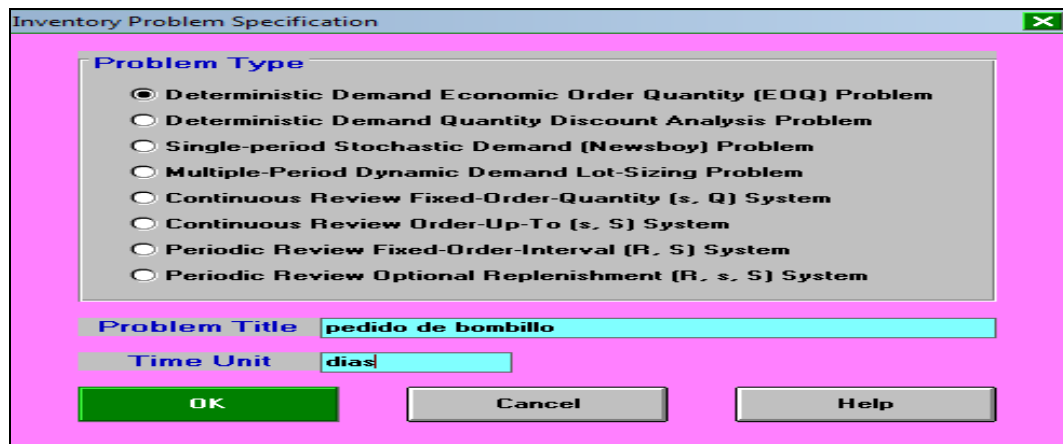 Inventory Problem Specification
Problem Type
Deterministic Demand Economic Order Quantity (EOQ) Problem
Deterministic Demand Quantity Discount Analysis Problem
Single-period Stochastic Demand (Newsboy) Problem
Multiple-Period Dynamic Demand Lot-Sizing Problem
Continuous Review Fixed-Order-Quantity (s, Q) System
Continuous Review Order-Up-To (s, S) System
Periodic Review Fixed-Order-Interval (R, S) System
Periodic Review Optional Replenishment (R, s, S) System
Problem Title pedido de bombillo
Time Unit dias
OK Cancel Help